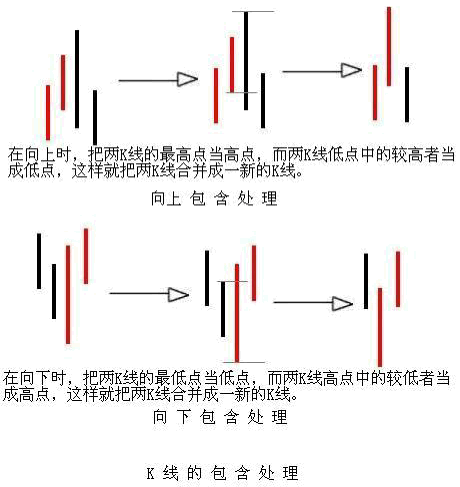 在向上时，把两K线的最高点当高点，而两K线低点中的较高者当
成低点，这样就把两K线合并成一新的K线。
向上包含处理
在向下时，把两K线的最低点当低点，而两K线高点中的较低者当
成高点，这样就把两K线合并成一新的K线。
向下包含处理
K线的包含处理